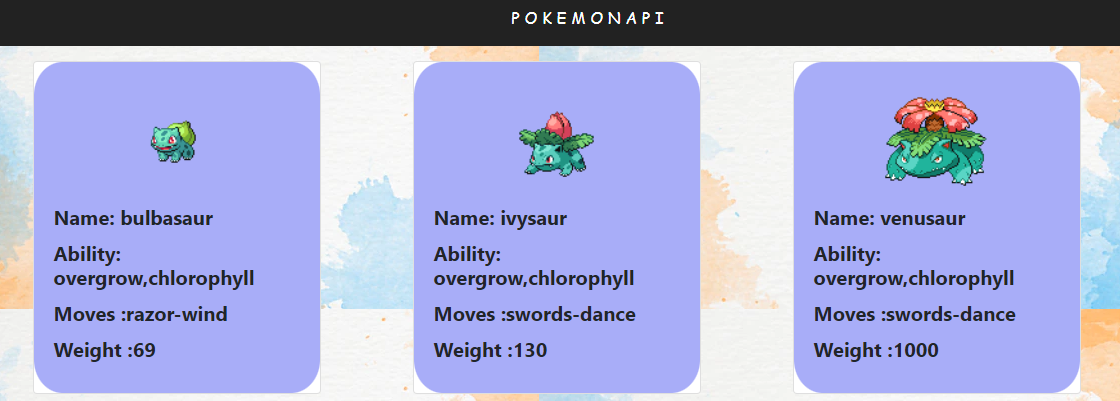 POKEMONAPI
Name: bulbasaur
Ability:
overgrow,chlorophyll
Moves :razor-wind
Weight :69
Name: ivysaur
Ability:
overgrow,chlorophyll
Moves :swords-dance
Weight :130
Name: venusaur
Ability:
overgrow,chlorophyll
Moves :swords-dance
Weight :1000